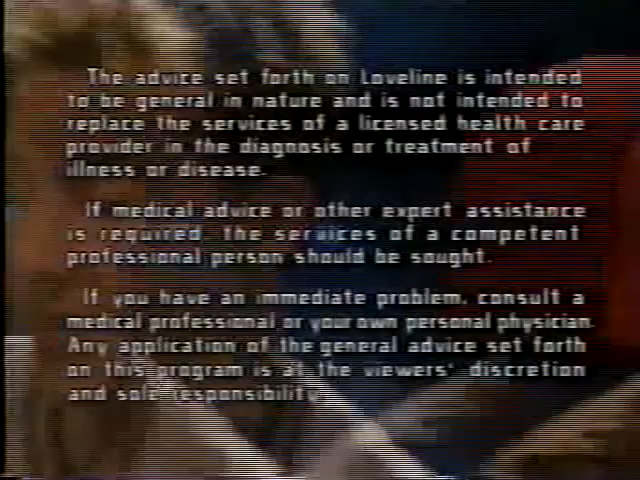 The advice set forth on Loveline is intended
to be general in nature and is not intended to
replace the services of a licensed health care
provider in the diagnosis or treatment of
illness or disease.
If medical advice or other expert assistance
is required, the services of a competent
professional person should be sought.
If you have an immediate problem, consult a
medical professional or your own personal physician.
Any application of the general advice set forth
on this program is at the viewers' discretion
and sole responsibility.